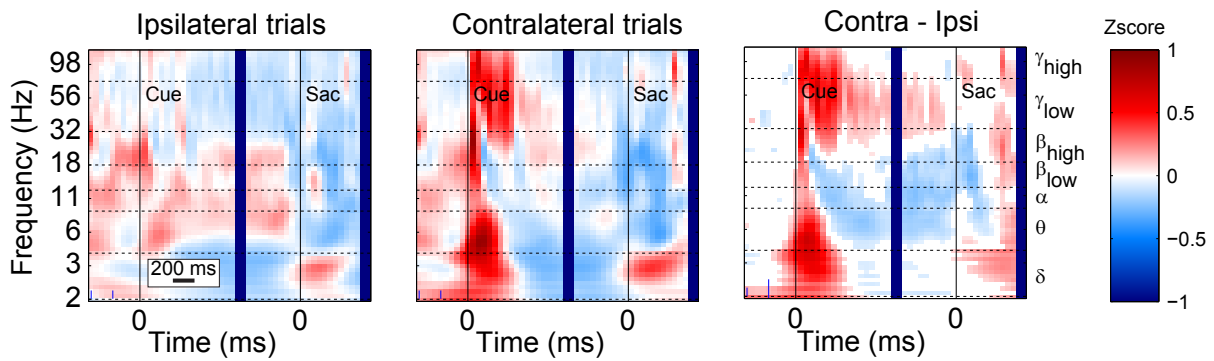 Ipsilateral trials
Contralateral trials
Contra - Ipsi
Zscore
Frequency (Hz)
98
56
32
18
11
6
3
2
Cue
Sac
200 ms
0
0
Time (ms)
Cue
Sac
0
0
Time (ms)
Cue
Sac
0
0
Time (ms)
γhigh
γlow
βhigh
βlow
α
θ
δ
1
0.5
0
−0.5
−1